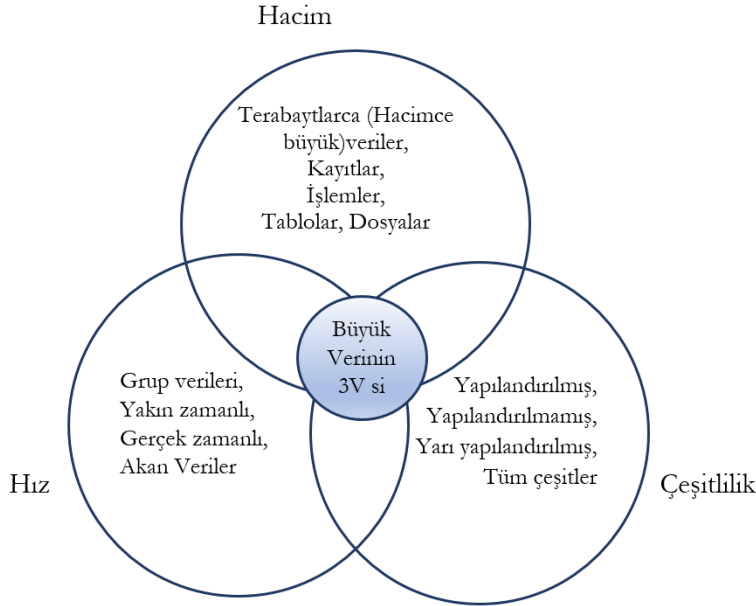 Hacim
Terabaytlarca (Hacimce
büyük)veriler,
Kayıtlar,
İşlemler,
Tablolar, Dosyalar
Büyük
Verinin
3V si
Grup verileri,
Yakın zamanlı,
Gerçek zamanlı,
Akan Veriler
Yapılandırılmış,
Yapılandırılmamış,
Yarı yapılandırılmış,
Tüm çeşitler
Hız
Çeşitlilik